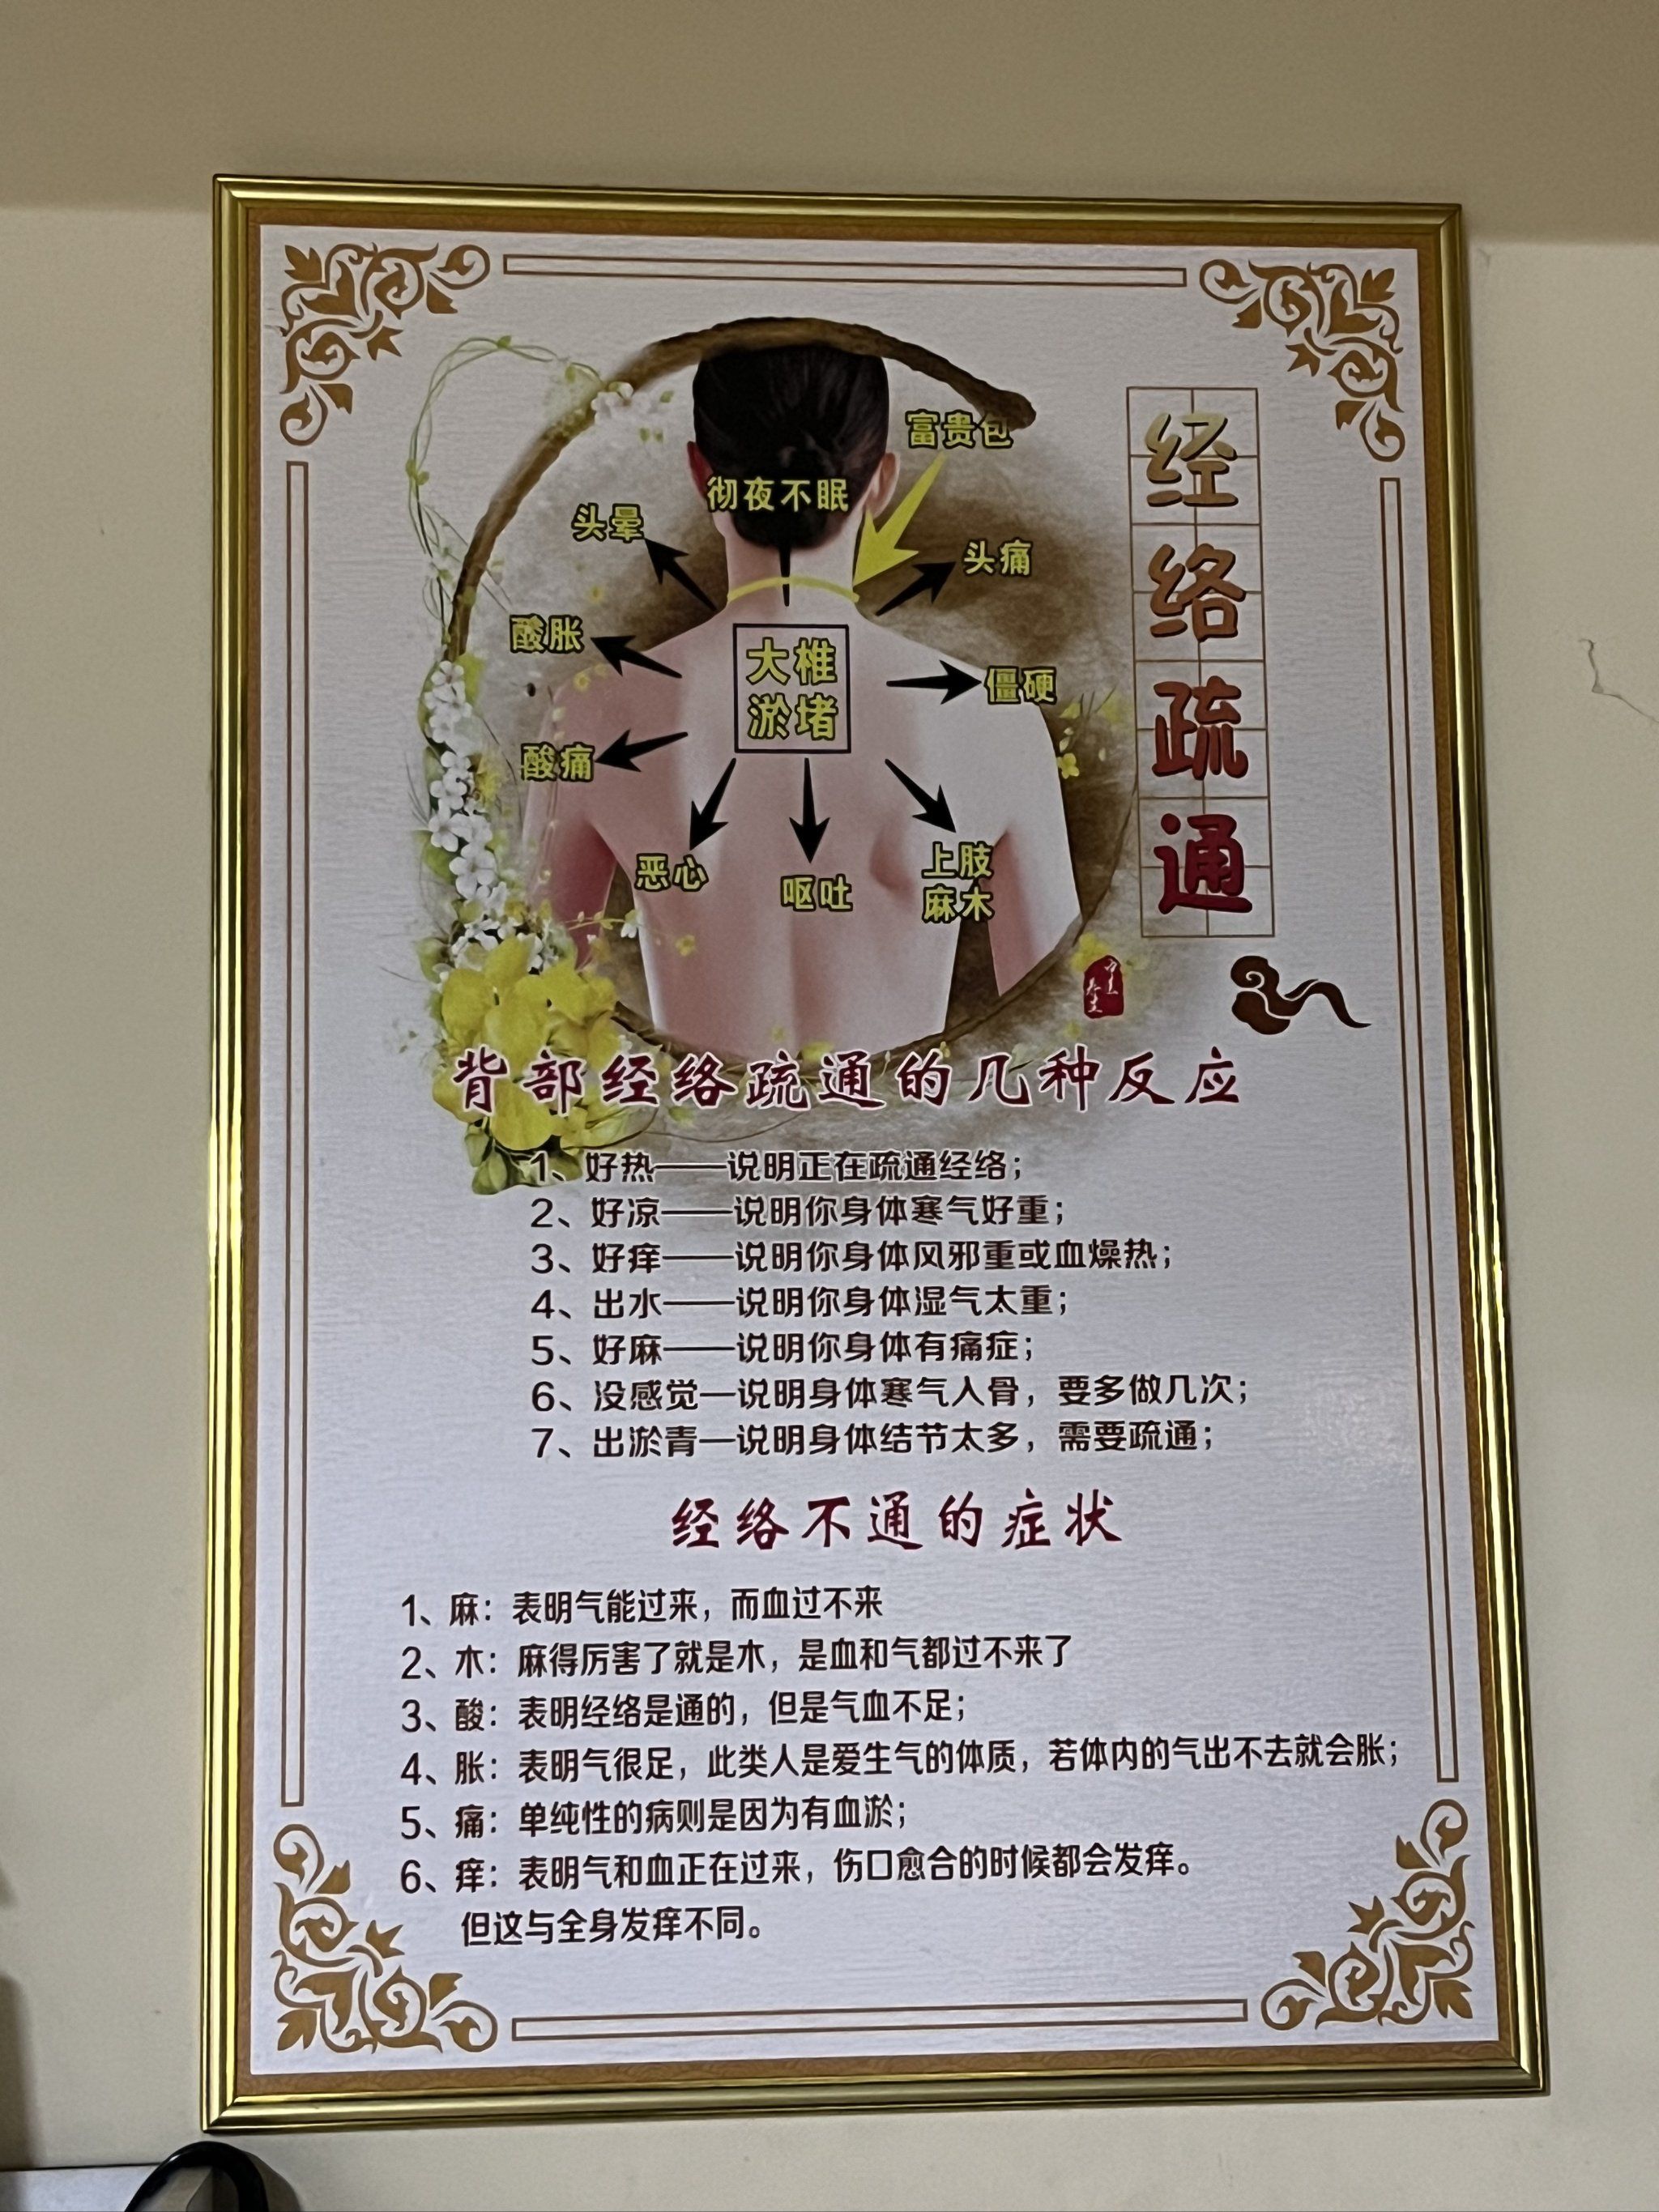 经络疏通
富贵包
彻夜不眠
头晕
头痛
酸胀
大椎
淤堵
僵硬
酸痛
恶心
呕吐
上肢
麻木
背部经络疏通的几种反应
1、好热——说明正在疏通经络；
2、好凉——说明你身体寒气好重；
3、好痒——说明你身体风邪重或血燥热；
4、出水——说明你身体湿气太重；
5、好麻——说明你身体有痛症；
6、没感觉—说明身体寒气入骨，要多做几次；
7、出淤青—说明身体结节太多，需要疏通；
经络不通的症状
1、麻：表明气能过来，而血过不来
2、木：麻得厉害了就是木，是血和气都过不来了
3、酸：表明经络是通的，但是气血不足；
4、胀：表明气很足，此类人是爱生气的体质，若体内的气出不去就会胀；
5、痛：单纯性的病则是因为有血淤；
6、痒：表明气和血正在过来，伤口愈合的时候都会发痒。
但这与全身发痒不同。